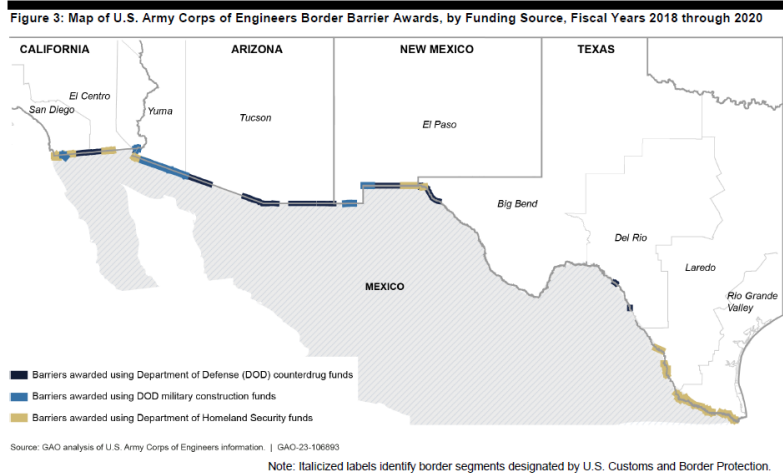 Figure 3: Map of U.S. Army Corps of Engineers Border Barrier Awards, by Funding Source, Fiscal Years 2018 through 2020
CALIFORNIA
ARIZONA
NEW MEXICO
TEXAS
El Centro
San Diego
Yuma
Tucson
El Paso
Big Bend
Del Rio
Laredo
MEXICO
Rio Grande
Valley
Barriers awarded using Department of Defense (DOD) counterdrug funds
Barriers awarded using DOD military construction funds
Barriers awarded using Department of Homeland Security funds
Source: GAO analysis of U.S. Army Corps of Engineers information. | GAO-23-106893
Note: Italicized labels identify border segments designated by U.S. Customs and Border Protection.